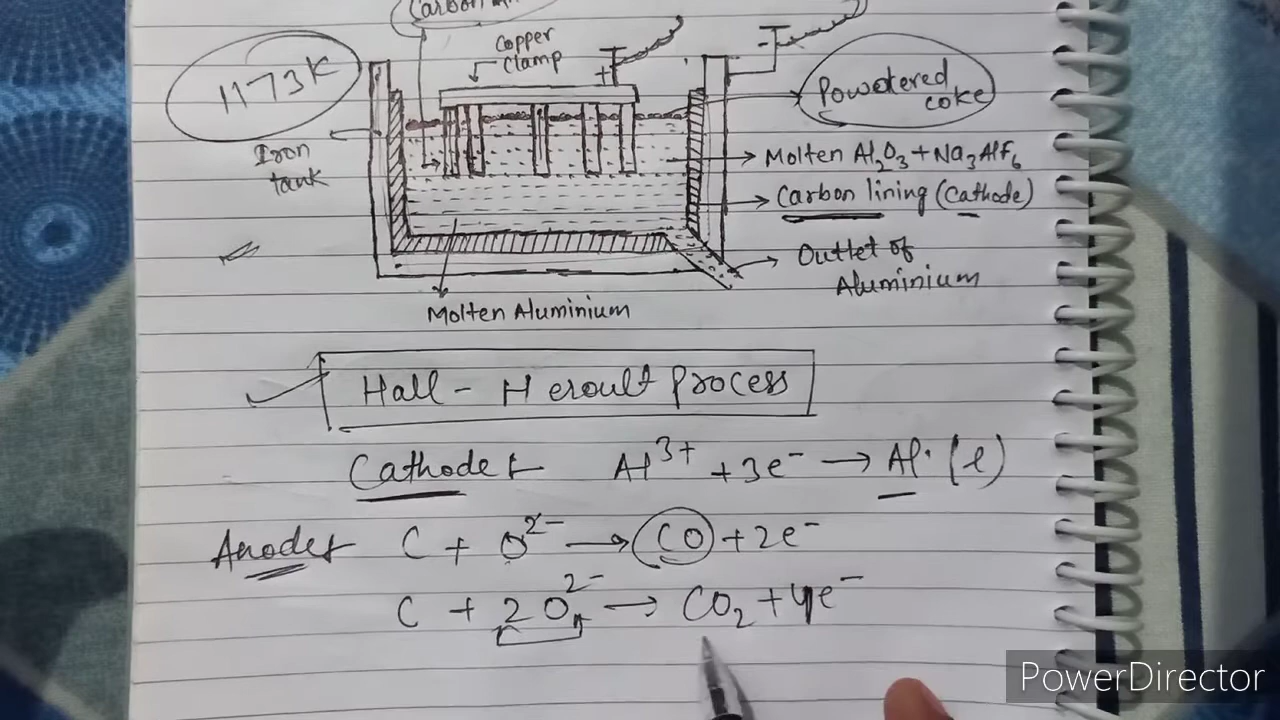 Carbon
Copper
Clamp
1173K
+
-
Powdered
coke
Iron
tank
Molten Al₂O₃ + Na₃AlF₆
Carbon lining (Cathode)
Outlet of
Aluminium
Molten Aluminium
Hall - Heroult Process
Cathode Al³⁺ + 3e⁻ → Al (l)
Anode C + O²⁻ → CO + 2e⁻
C + 2O²⁻ → CO₂ + 4e⁻
PowerDirector